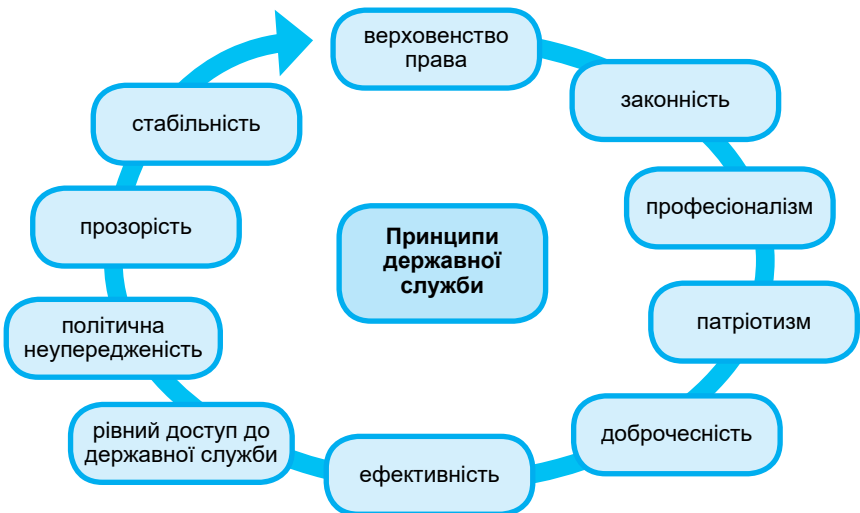 верховенство
права
законність
професіоналізм
патріотизм
доброчесність
ефективність
рівний доступ до
державної служби
політична
неупередженість
прозорість
стабільність
Принципи
державної
служби